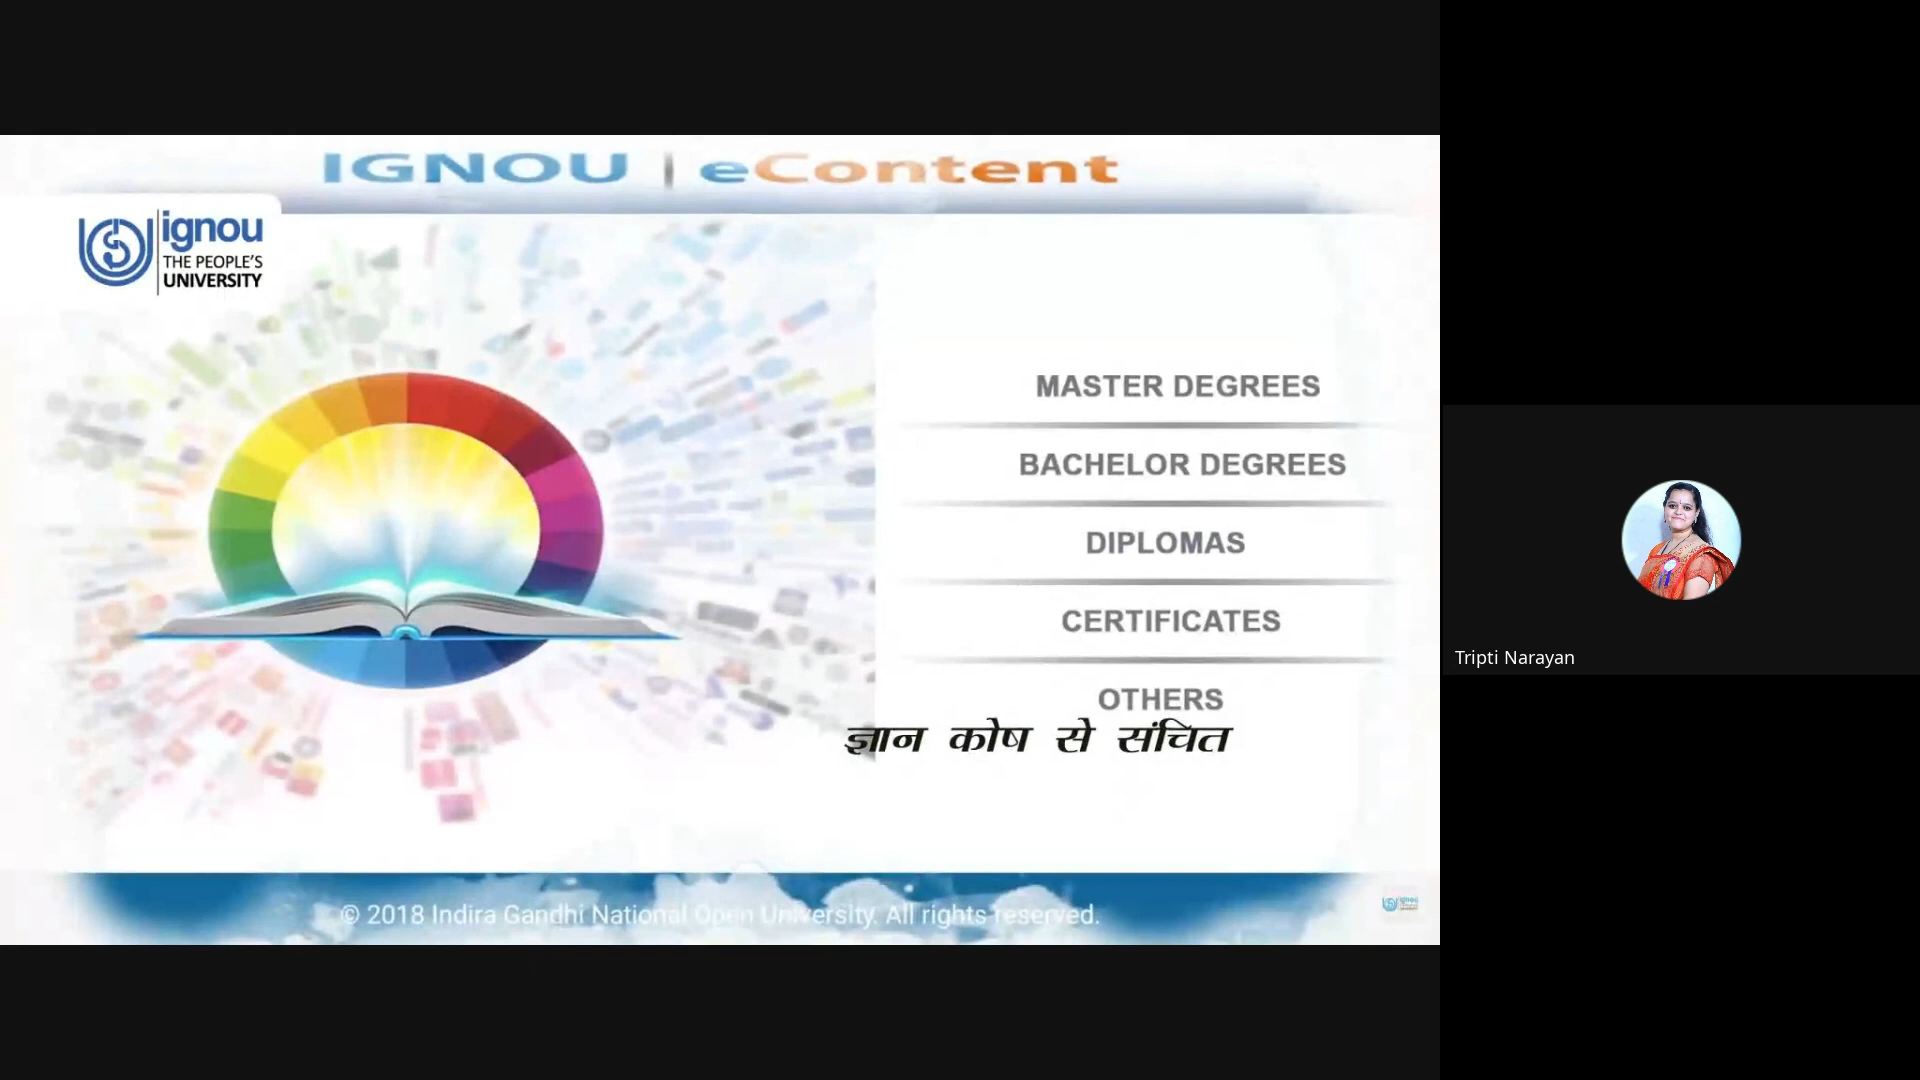 IGNOU | eContent
ignou
THE PEOPLE'S
UNIVERSITY
MASTER DEGREES
BACHELOR DEGREES
DIPLOMAS
CERTIFICATES
OTHERS
ज्ञान कोष से संचित
© 2018 Indira Gandhi National Open University. All rights reserved.
Tripti Narayan